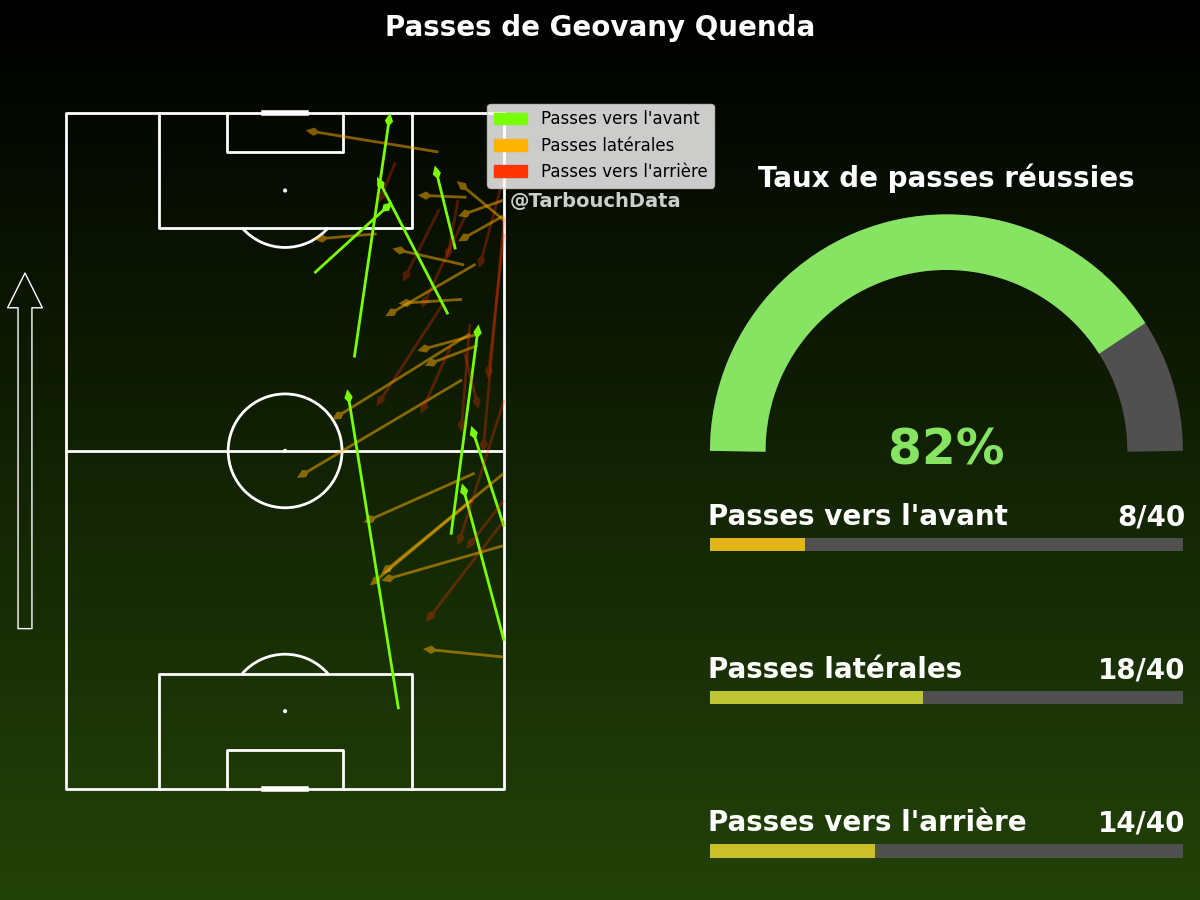 Passes de Geovany Quenda
Passes vers l'avant
Passes latérales
Passes vers l'arrière
@TarbouchData
Taux de passes réussies
82%
Passes vers l'avant 8/40
Passes latérales 18/40
Passes vers l'arrière 14/40